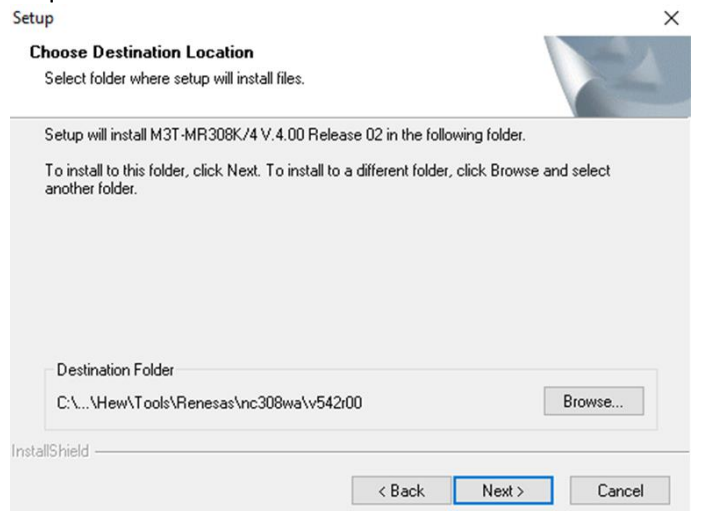 Setup
Choose Destination Location
Select folder where setup will install files.
Setup will install M3T-MR308K/4 V.4.00 Release 02 in the following folder.
To install to this folder, click Next. To install to a different folder, click Browse and select
another folder.
Destination Folder
C:\...\Hew\Tools\Renesas\nc308wa\v542r00
Browse...
InstallShield
< Back
Next >
Cancel